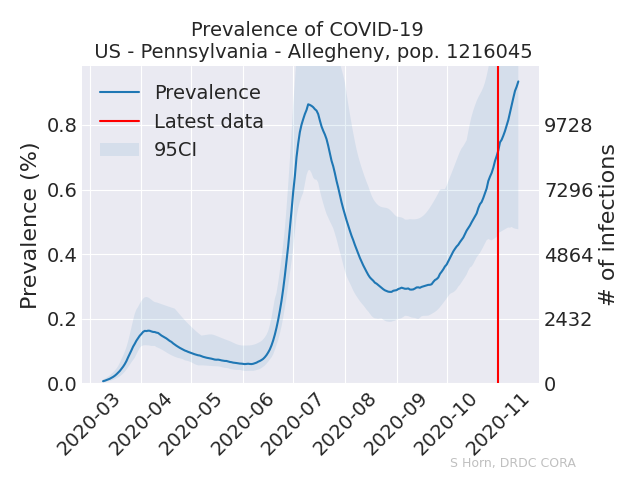 Prevalence of COVID-19
US - Pennsylvania - Allegheny, pop. 1216045
Prevalence
Latest data
95CI
Prevalence (%)
0.8
0.6
0.4
0.2
0.0
9728
7296
4864
2432
0
# of infections
2020-03
2020-04
2020-05
2020-06
2020-07
2020-08
2020-09
2020-10
2020-11
S Horn, DRDC CORA